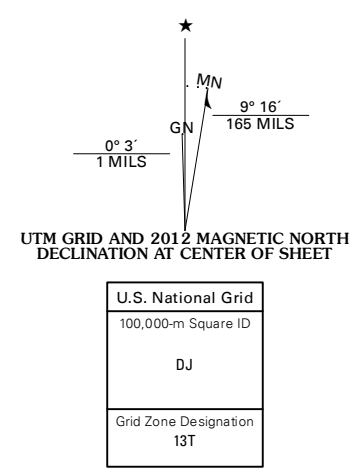 ★
MN
GN
9° 16´
165 MILS
0° 3´
1 MILS
UTM GRID AND 2012 MAGNETIC NORTH
DECLINATION AT CENTER OF SHEET
U.S. National Grid
100,000-m Square ID
DJ
Grid Zone Designation
13T